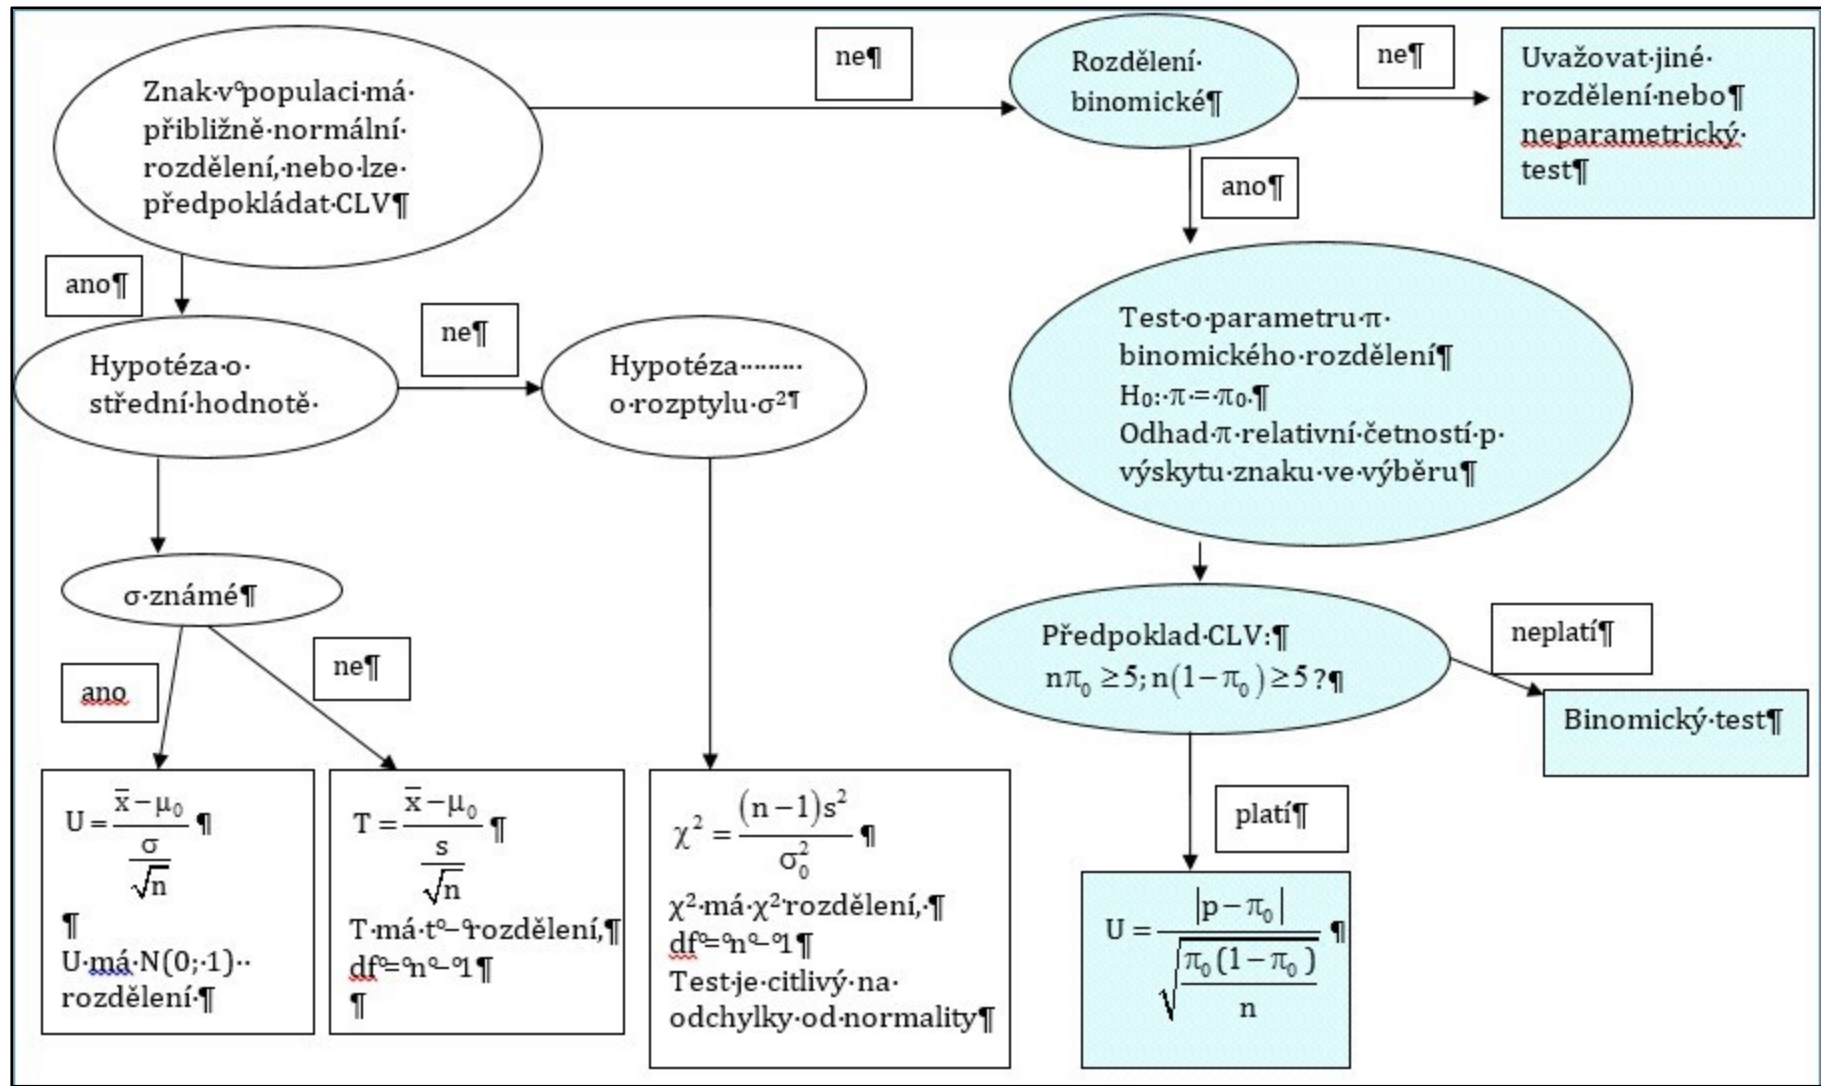 Znak·v°populaci·má·
přibližně·normální·
rozdělení,·nebo·lze·
předpokládat·CLV¶
ne¶
Rozdělení·
binomické¶
ne¶
Uvažovat·jiné·
rozdělení·nebo¶
neparametrický·
test¶
ano¶
ano¶
Hypotéza·o·
střední·hodnotě·
ne¶
Hypotéza·········
o·rozptylu·σ²¶
Test·o·parametru·π·
binomického·rozdělení¶
H₀:·π·=·π₀.¶
Odhad·π·relativní·četností·p·
výskytu·znaku·ve·výběru¶
σ·známé¶
ano
ne¶
Předpoklad·CLV:¶
nπ₀ ≥5; n(1−π₀)≥5?¶
neplatí¶
Binomický·test¶
platí¶
U = (x̄−μ₀)/(σ/√n) ¶
¶
U·má·N(0;·1)··
rozdělení·¶
T = (x̄−μ₀)/(s/√n) ¶
T·má·t°–°rozdělení,¶
df°=°n°–°1¶
¶
χ² = (n−1)s²/σ₀² ¶
χ²·má·χ²·rozdělení,·¶
df°=°n°–°1¶
Test·je·citlivý·na·
odchylky·od·normality¶
U = |p−π₀|/√(π₀(1−π₀)/n) ¶